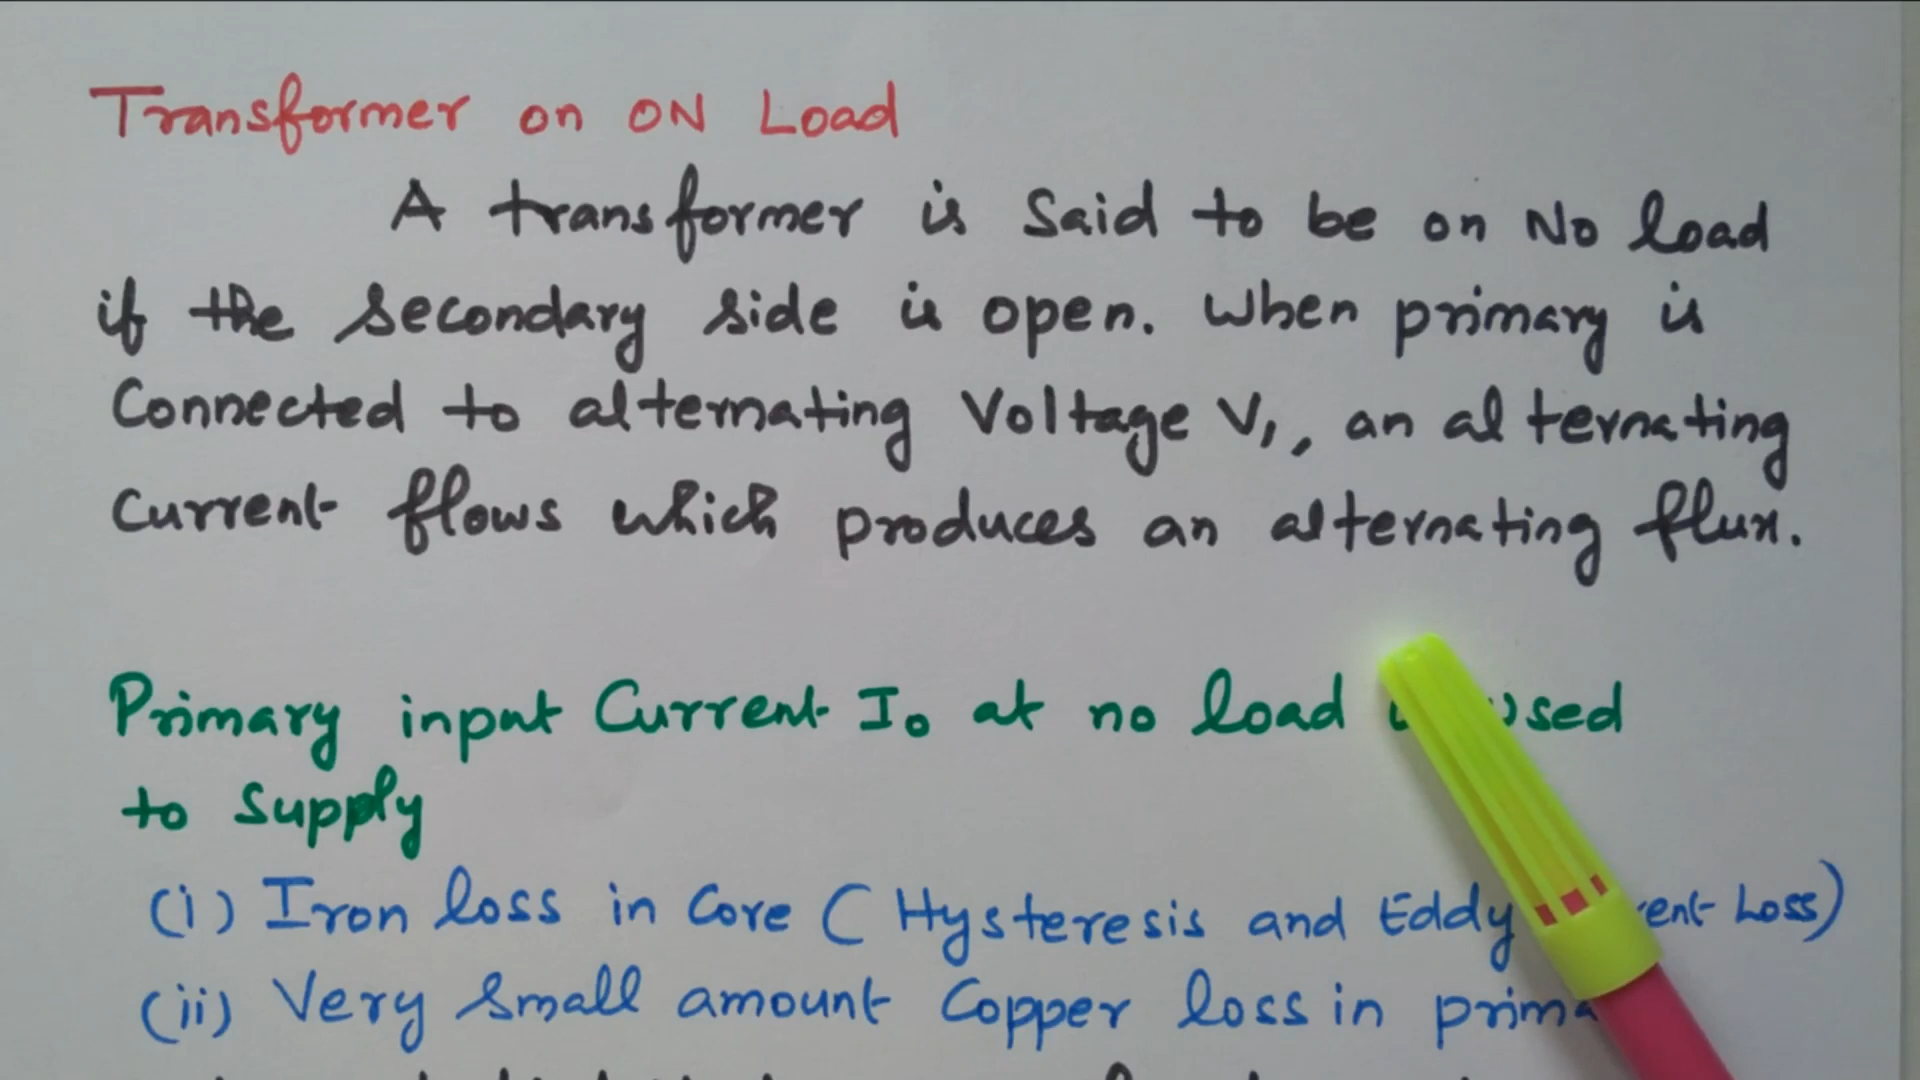 Transformer on ON Load
A transformer is said to be on No load
if the secondary side is open. When primary is
Connected to alternating Voltage V₁, an alternating
Current flows which produces an alternating flux.
Primary input Current I₀ at no load used
to supply
(i) Iron loss in Core (Hysteresis and Eddy Loss)
(ii) Very small amount Copper loss in